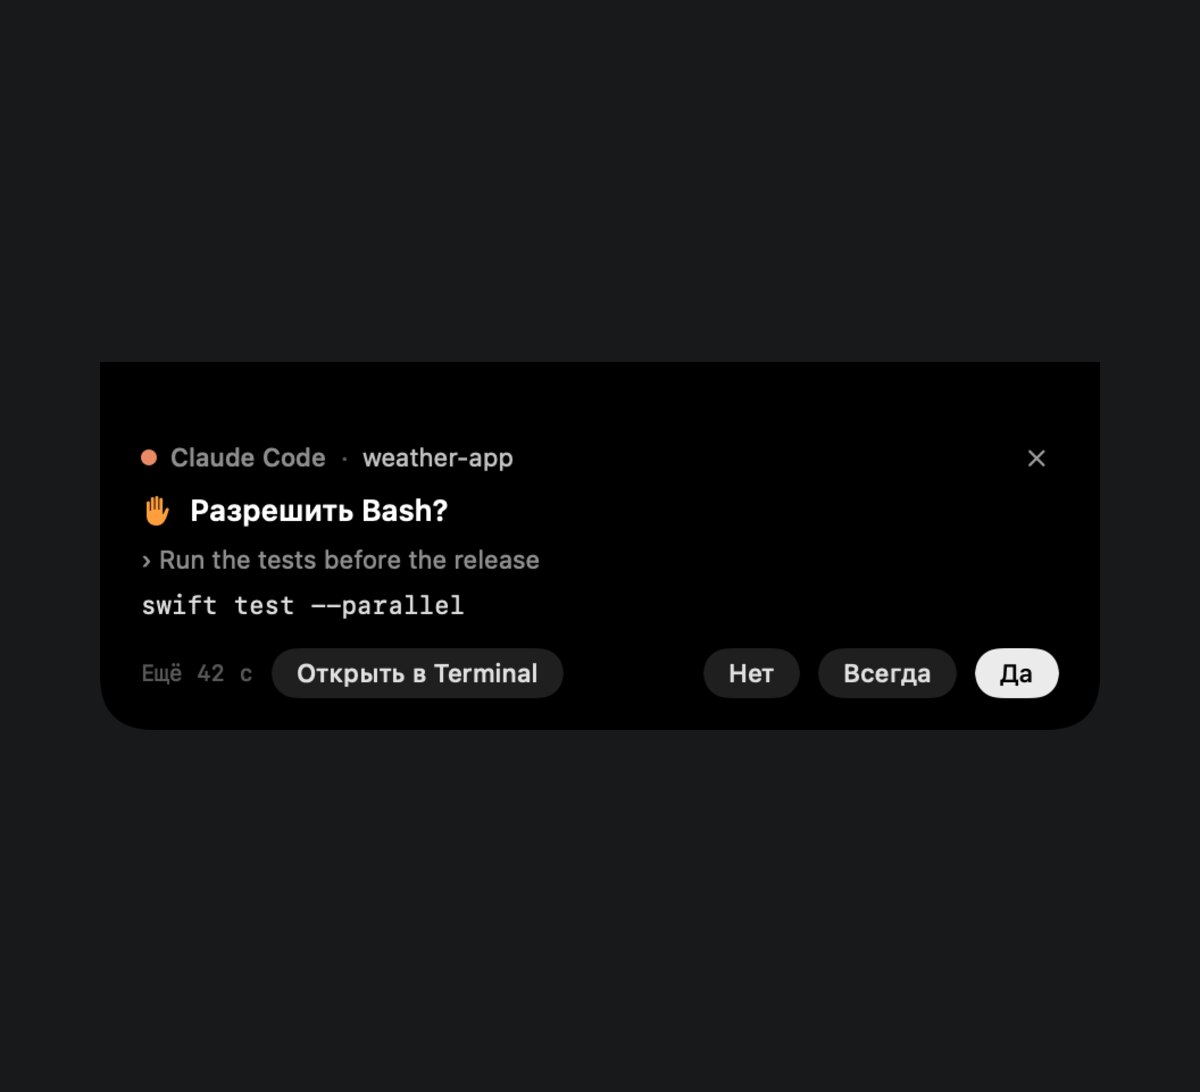 Claude Code · weather-app
Разрешить Bash?
› Run the tests before the release
swift test --parallel
Ещё 42 с Открыть в Terminal Нет Всегда Да